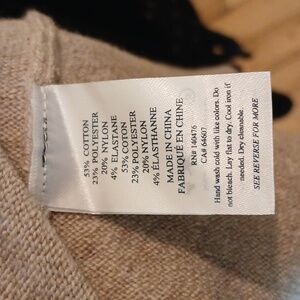 53% COTTON
23% POLYESTER
20% NYLON
4% ELASTANE
53% COTON
23% POLYESTER
20% NYLON
4% ÉLASTHANNE
MADE IN CHINA
FABRIQUÉ EN CHINE
RN# 140476
CA# 64607
Hand wash cold with like colors. Do
not bleach. Lay flat to dry. Cool iron if
needed. Dry cleanable.
SEE REVERSE FOR MORE